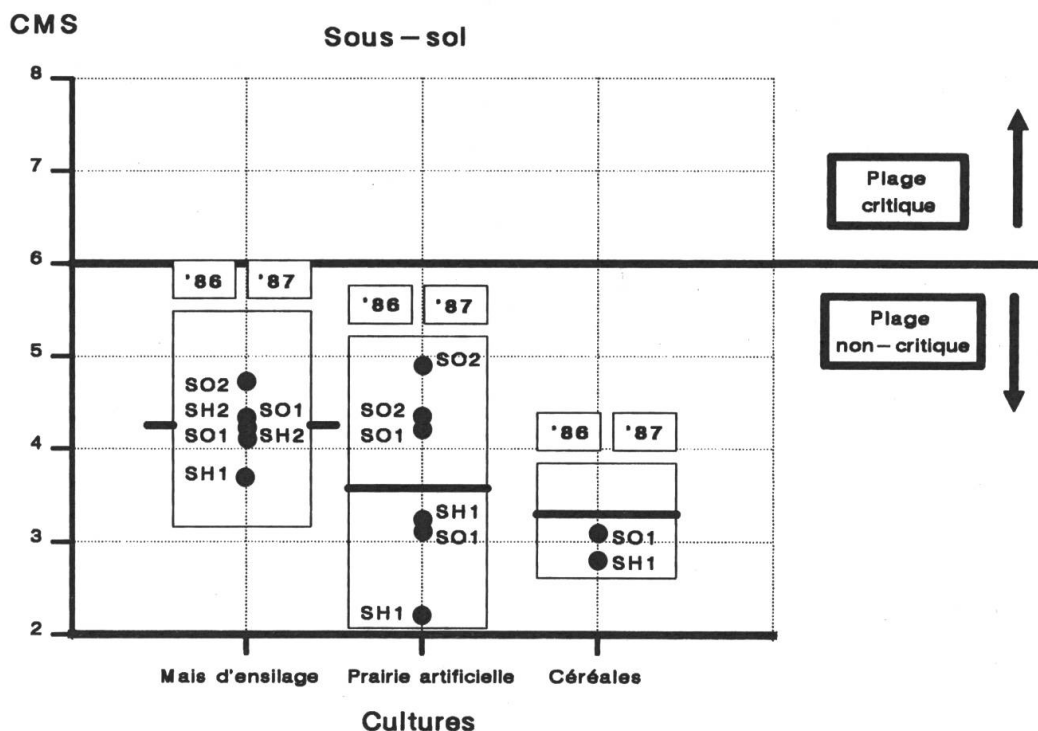 CMS
Sous-sol
8
7
6
5
4
3
2
Plage
critique
Plage
non-critique
'86 '87
SO2
SH2 SO1
SO1 SH2
SH1
'86 '87
SO2
SO2
SO1
SH1
SO1
SH1
'86 '87
SO1
SH1
Mais d'ensilage Prairie artificielle Céréales
Cultures